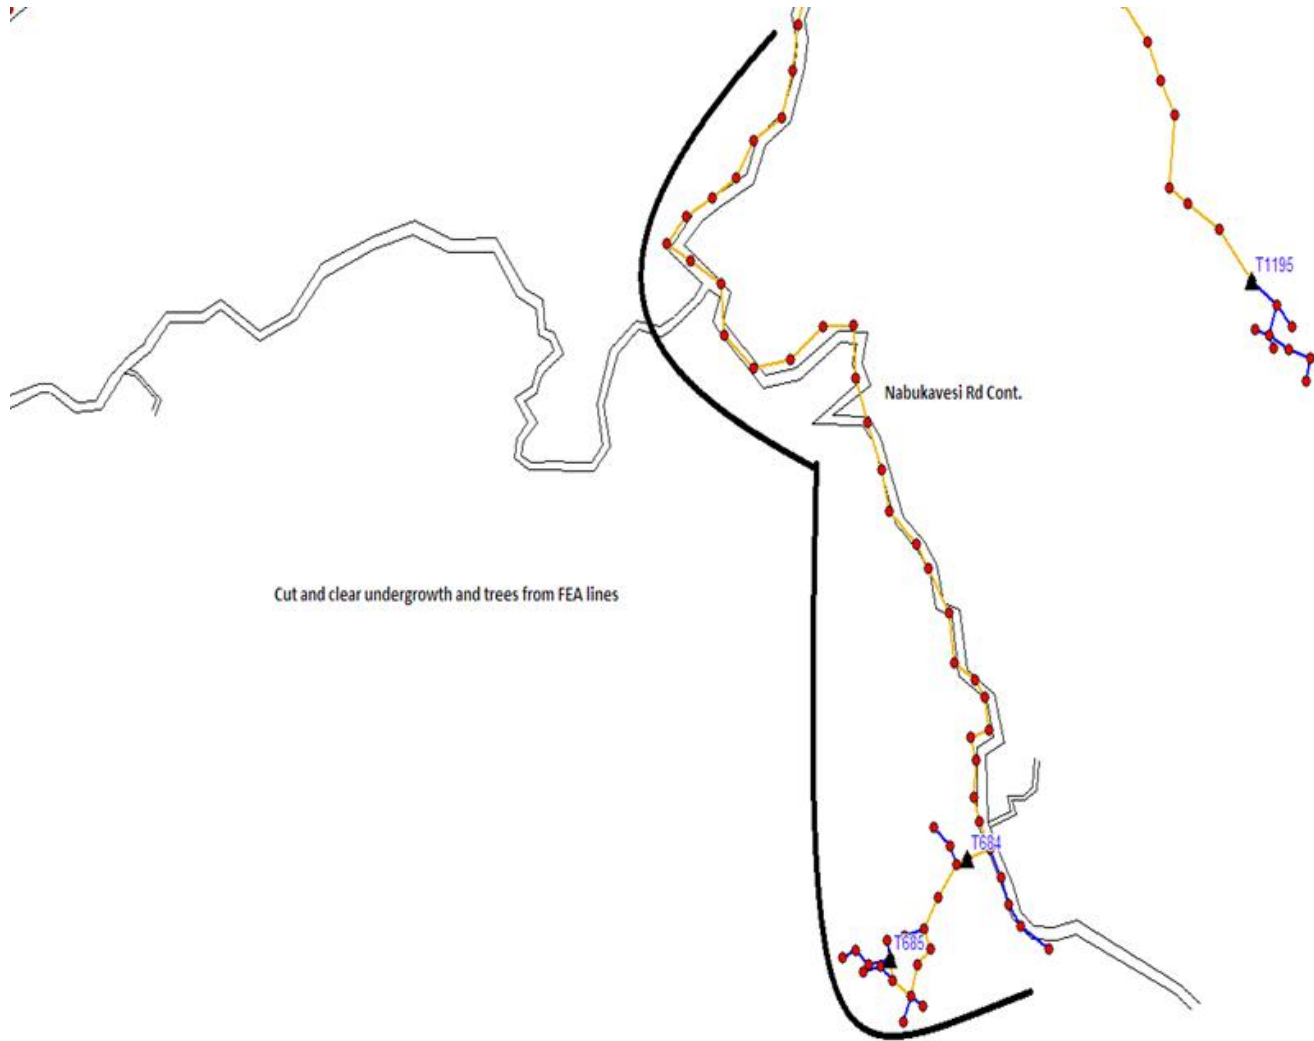 T1195
Nabukavesi Rd Cont.
Cut and clear undergrowth and trees from FEA lines
T684
T685